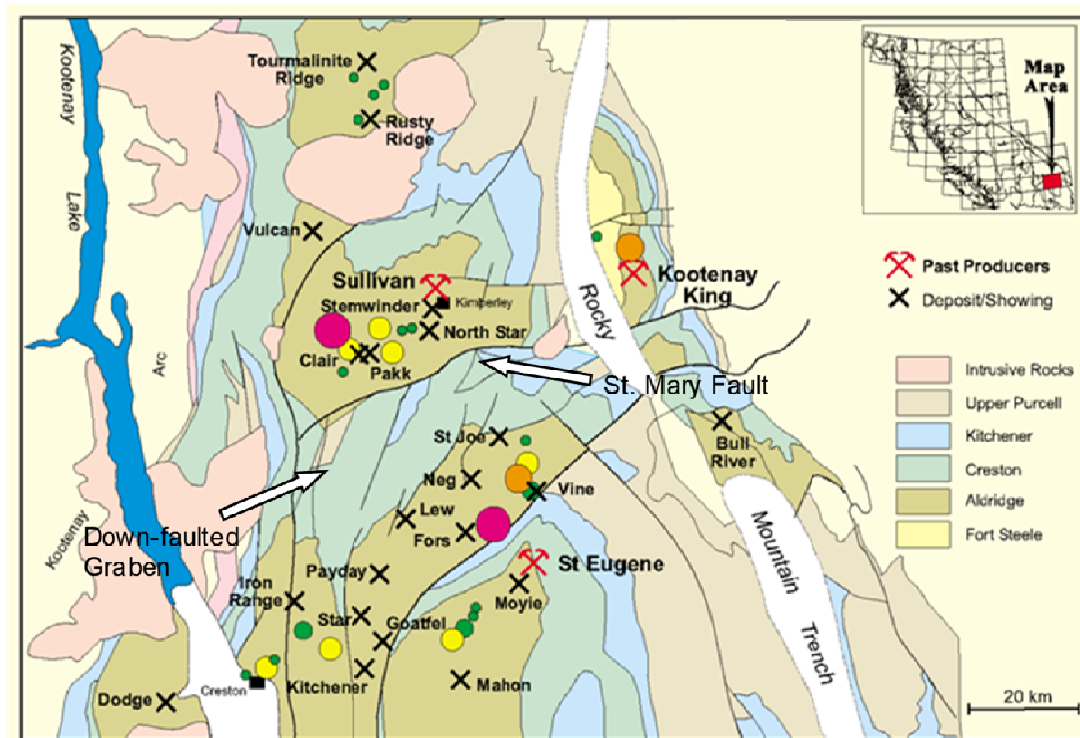 Kootenay
Lake
Tourmalinite
Ridge
Rusty
Ridge
Map
Area
Vulcan
Sullivan
Stemwinder
Kimberley
North Star
Clair
Pakk
Kootenay
King
Rocky
Past Producers
Deposit/Showing
Arc
St. Mary Fault
Intrusive Rocks
Upper Purcell
Kitchener
Creston
Aldridge
Fort Steele
St Joe
Bull
River
Neg
Vine
Lew
Fors
Kootenay
Down-faulted
Graben
Mountain
Trench
St Eugene
Payday
Moyie
Iron
Range
Star
Goatfel
Kitchener
Mahon
Creston
Dodge
20 km